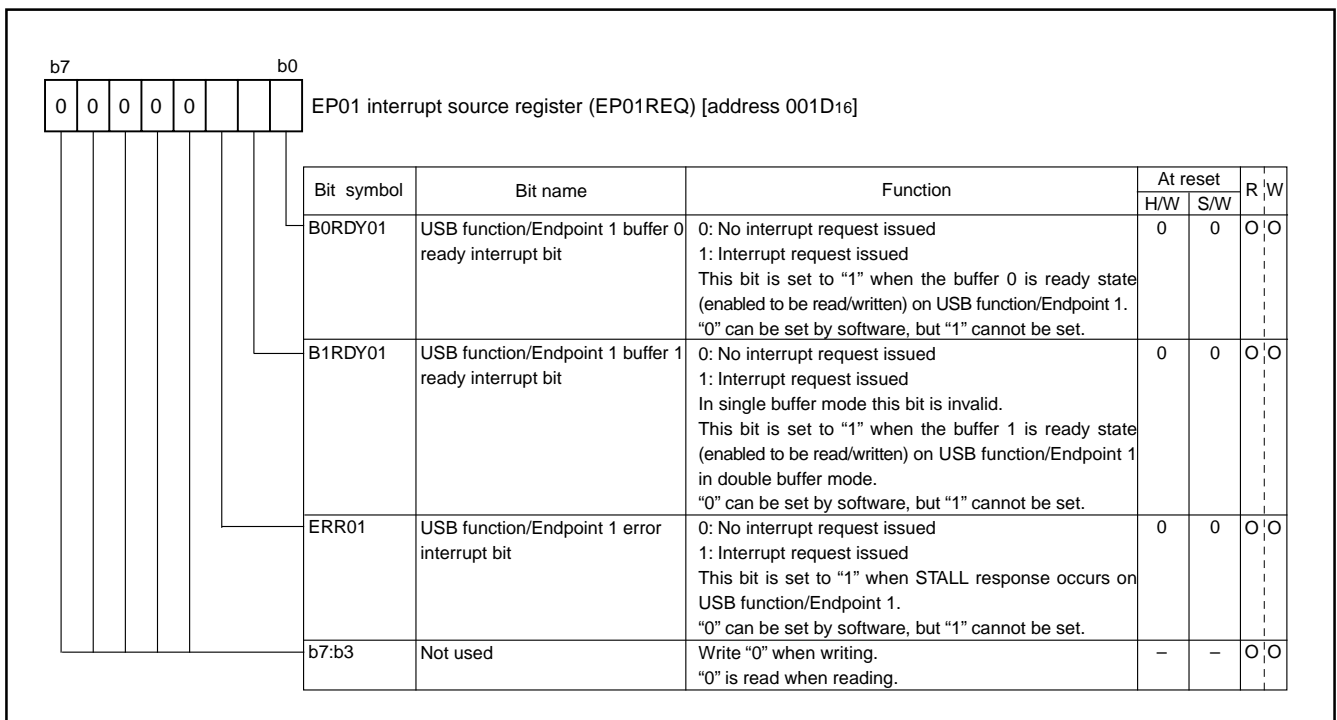 b7 b0
0 0 0 0 0 EP01 interrupt source register (EP01REQ) [address 001D16]
Bit symbol Bit name Function At reset R W
H/W S/W
B0RDY01 USB function/Endpoint 1 buffer 0 0: No interrupt request issued 0 0 O O
ready interrupt bit 1: Interrupt request issued
This bit is set to “1” when the buffer 0 is ready state
(enabled to be read/written) on USB function/Endpoint 1.
“0” can be set by software, but “1” cannot be set.
B1RDY01 USB function/Endpoint 1 buffer 1 0: No interrupt request issued 0 0 O O
ready interrupt bit 1: Interrupt request issued
In single buffer mode this bit is invalid.
This bit is set to “1” when the buffer 1 is ready state
(enabled to be read/written) on USB function/Endpoint 1
in double buffer mode.
“0” can be set by software, but “1” cannot be set.
ERR01 USB function/Endpoint 1 error 0: No interrupt request issued 0 0 O O
interrupt bit 1: Interrupt request issued
This bit is set to “1” when STALL response occurs on
USB function/Endpoint 1.
“0” can be set by software, but “1” cannot be set.
b7:b3 Not used Write “0” when writing. – – O O
“0” is read when reading.